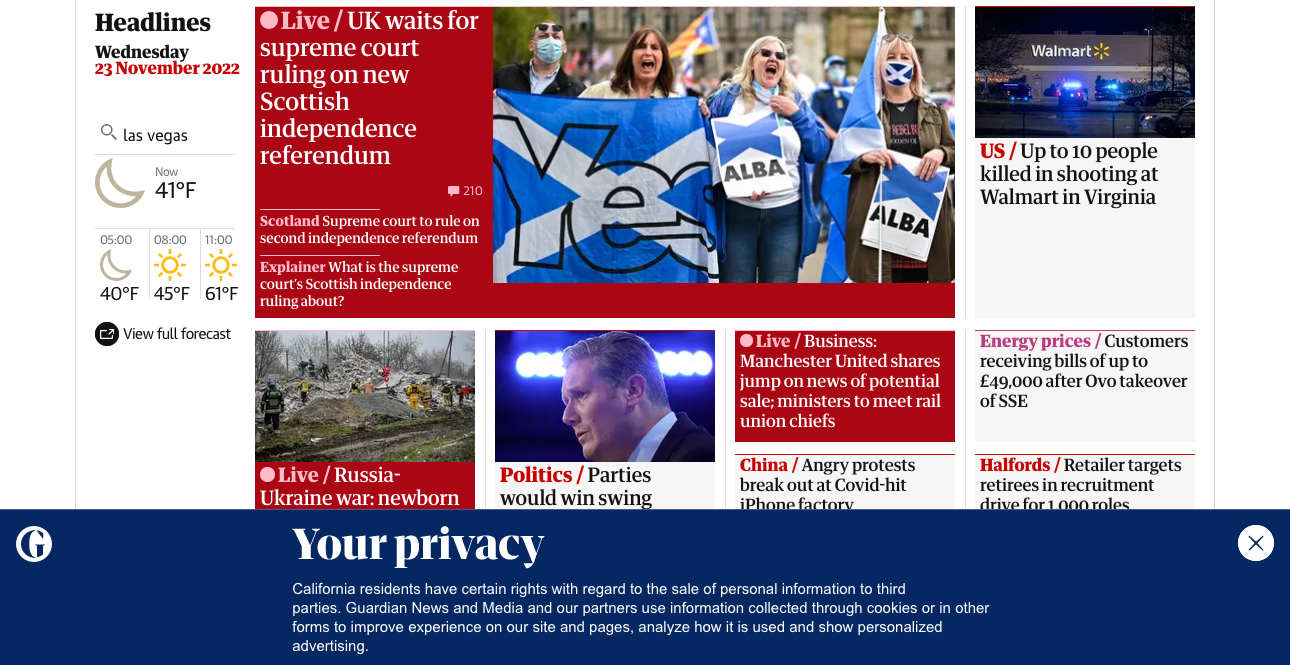 Headlines
Wednesday
23 November 2022
las vegas
Now
41°F
05:00 08:00 11:00
40°F 45°F 61°F
View full forecast
Live / UK waits for
supreme court
ruling on new
Scottish
independence
referendum
210
Scotland Supreme court to rule on
second independence referendum
Explainer What is the supreme
court's Scottish independence
ruling about?
Yes
ALBA
ALBA
Walmart
US / Up to 10 people
killed in shooting at
Walmart in Virginia
Live / Russia-
Ukraine war: newborn
Politics / Parties
would win swing
Live / Business:
Manchester United shares
jump on news of potential
sale; ministers to meet rail
union chiefs
China / Angry protests
break out at Covid-hit
iPhone factory
Energy prices / Customers
receiving bills of up to
£49,000 after Ovo takeover
of SSE
Halfords / Retailer targets
retirees in recruitment
drive for 1,000 roles
G
Your privacy
California residents have certain rights with regard to the sale of personal information to third
parties. Guardian News and Media and our partners use information collected through cookies or in other
forms to improve experience on our site and pages, analyze how it is used and show personalized
advertising.